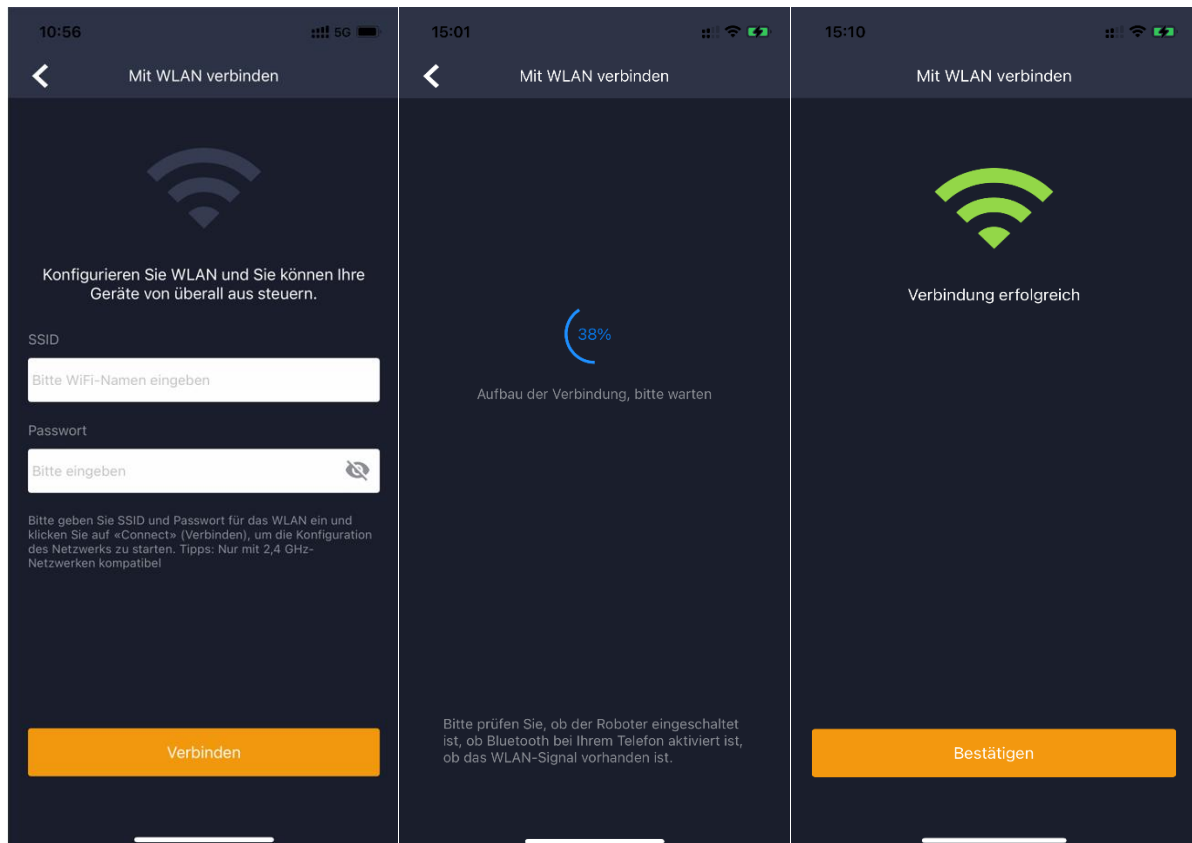 10:56
5G
Mit WLAN verbinden
Konfigurieren Sie WLAN und Sie können Ihre
Geräte von überall aus steuern.
SSID
Bitte WiFi-Namen eingeben
Passwort
Bitte eingeben
Bitte geben Sie SSID und Passwort für das WLAN ein und
klicken Sie auf «Connect» (Verbinden), um die Konfiguration
des Netzwerks zu starten. Tipps: Nur mit 2,4 GHz-
Netzwerken kompatibel
Verbinden
15:01
Mit WLAN verbinden
38%
Aufbau der Verbindung, bitte warten
Bitte prüfen Sie, ob der Roboter eingeschaltet
ist, ob Bluetooth bei Ihrem Telefon aktiviert ist,
ob das WLAN-Signal vorhanden ist.
15:10
Mit WLAN verbinden
Verbindung erfolgreich
Bestätigen